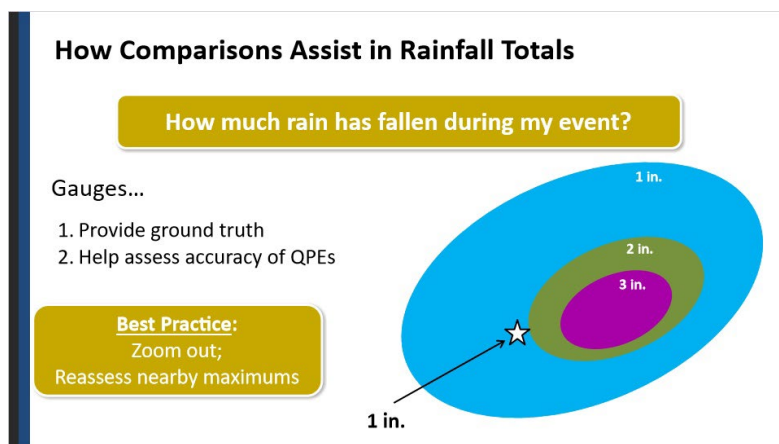 How Comparisons Assist in Rainfall Totals
How much rain has fallen during my event?
Gauges...
1. Provide ground truth
2. Help assess accuracy of QPEs
Best Practice:
Zoom out;
Reassess nearby maximums
1 in.
2 in.
3 in.
1 in.